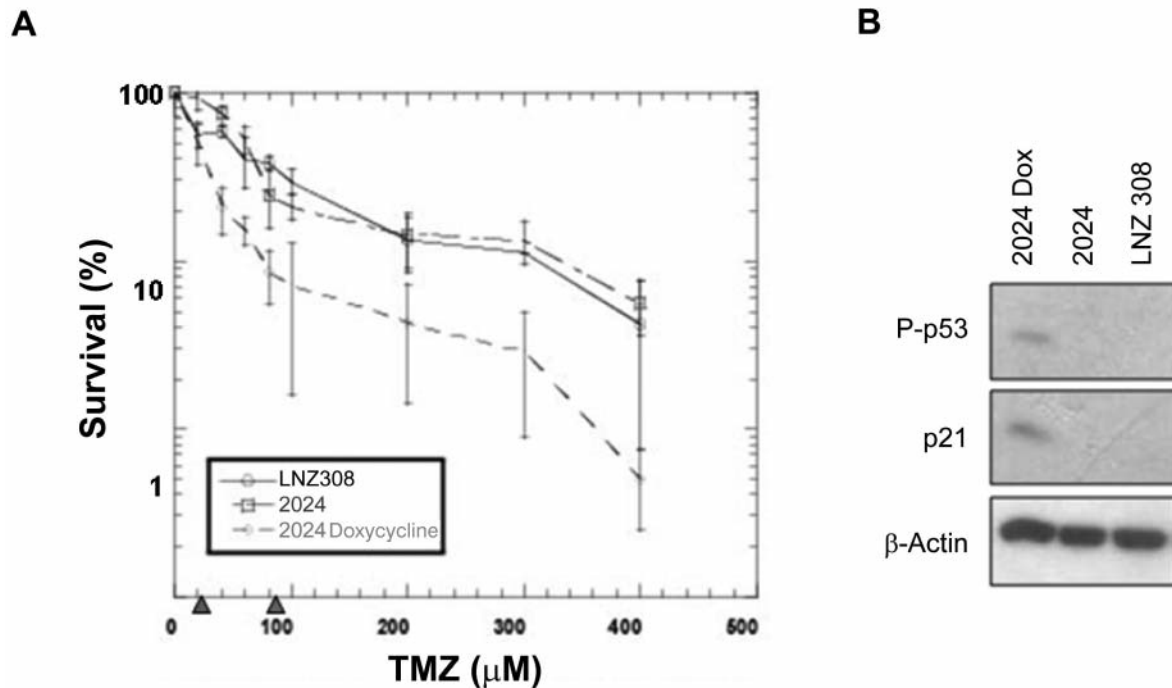 A
B
100
10
1
Survival (%)
LNZ308
2024
2024 Doxycycline
0
100
200
300
400
500
TMZ (μM)
2024 Dox
2024
LNZ 308
P-p53
p21
β-Actin